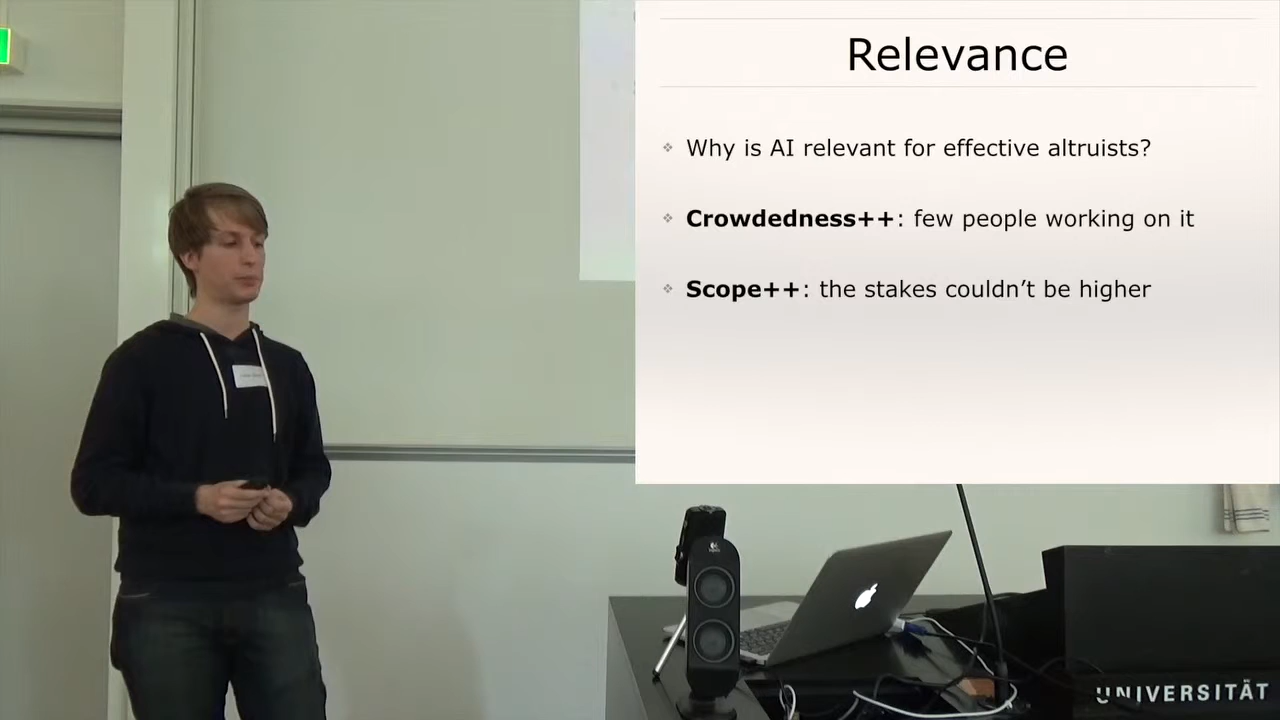 Relevance
Why is AI relevant for effective altruists?
Crowdedness++: few people working on it
Scope++: the stakes couldn’t be higher
UNIVERSITÄT